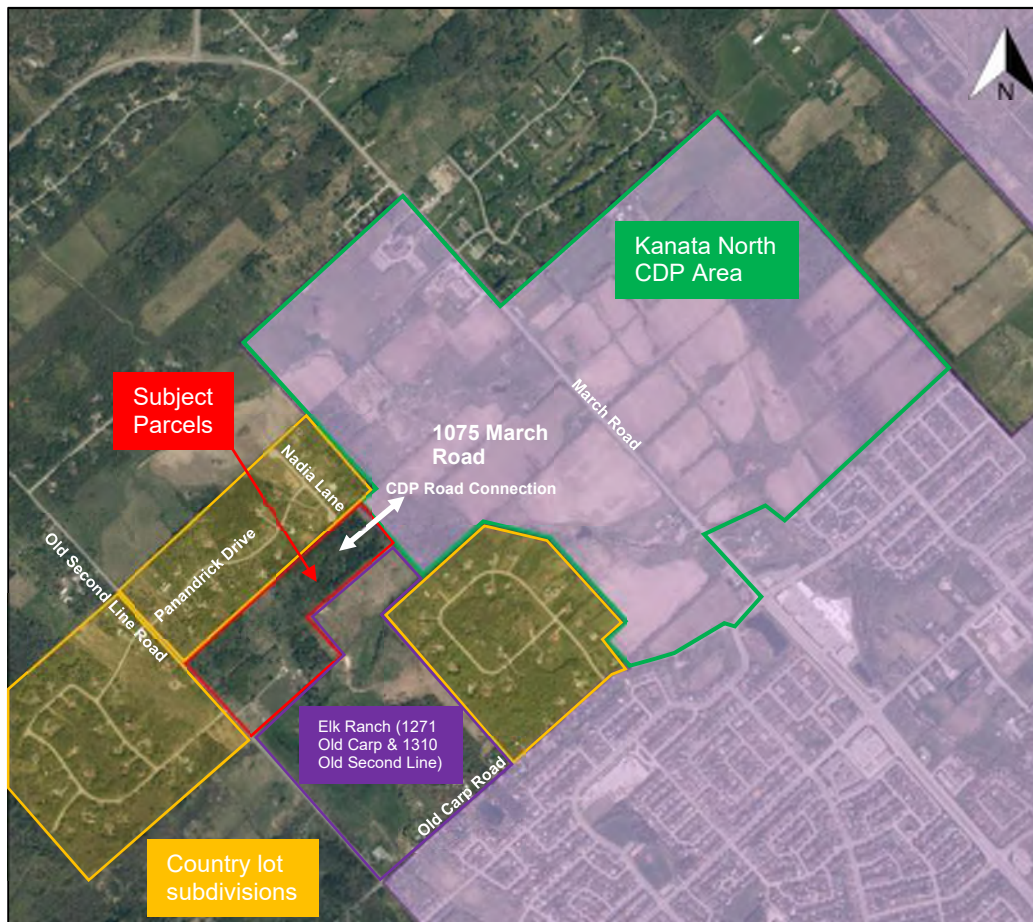 N
Kanata North
CDP Area
March Road
Subject
Parcels
1075 March
Road
CDP Road Connection
Nadia Lane
Panandrick Drive
Old Second Line Road
Elk Ranch (1271
Old Carp & 1310
Old Second Line)
Old Carp Road
Country lot
subdivisions